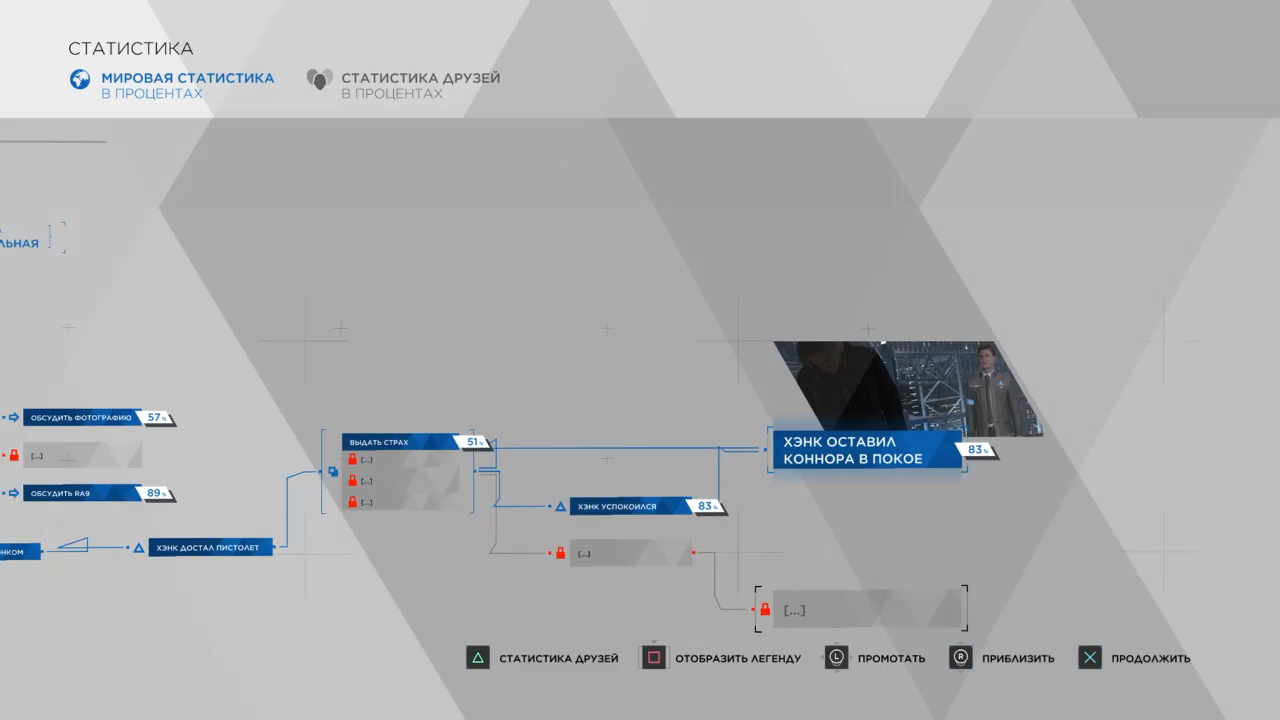 СТАТИСТИКА
МИРОВАЯ СТАТИСТИКА
В ПРОЦЕНТАХ
СТАТИСТИКА ДРУЗЕЙ
В ПРОЦЕНТАХ
ЛЬНАЯ
ОБСУДИТЬ ФОТОГРАФИЮ 57%
[...]
ОБСУДИТЬ RA9 89%
НКОМ
ХЭНК ДОСТАЛ ПИСТОЛЕТ
ВЫДАТЬ СТРАХ 51%
[...]
[...]
[...]
ХЭНК УСПОКОИЛСЯ 83%
[...]
ХЭНК ОСТАВИЛ
КОННОРА В ПОКОЕ 83%
[...]
СТАТИСТИКА ДРУЗЕЙ
ОТОБРАЗИТЬ ЛЕГЕНДУ
L ПРОМОТАТЬ
R ПРИБЛИЗИТЬ
ПРОДОЛЖИТЬ